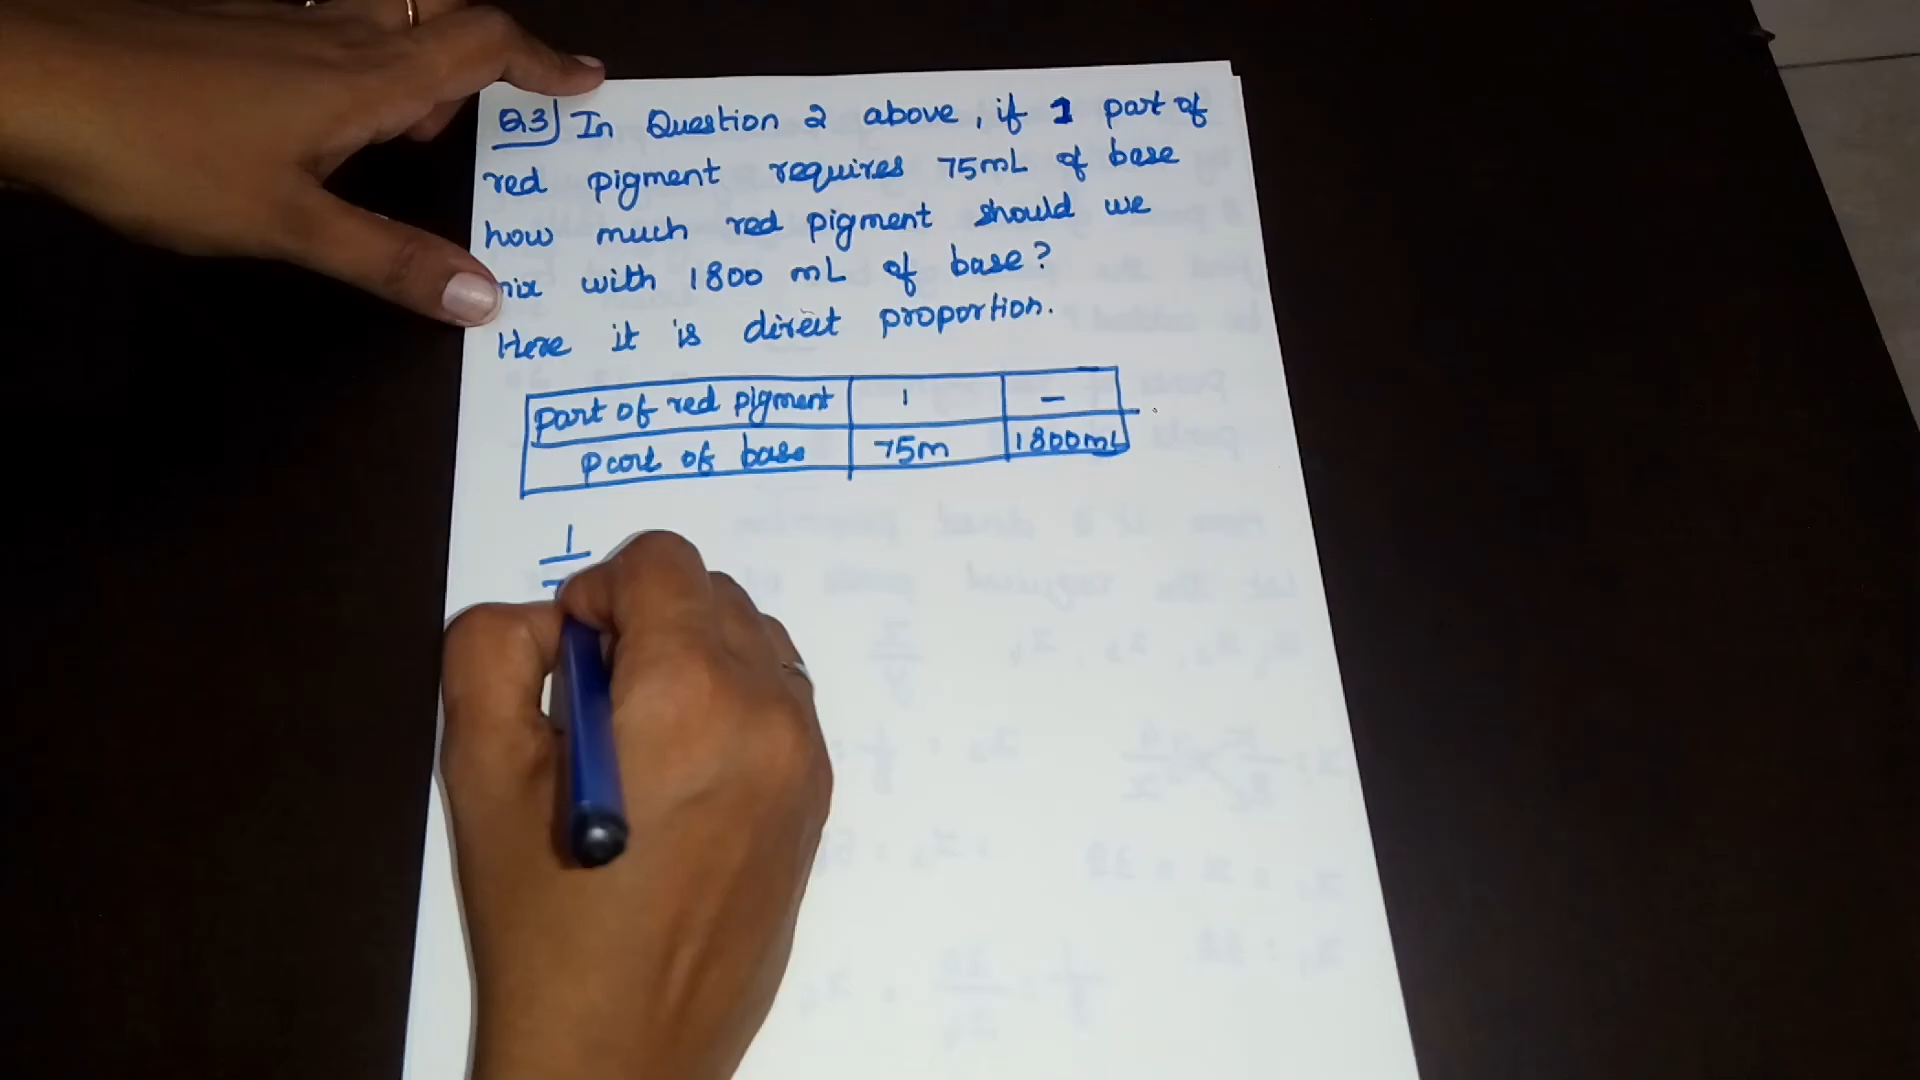 Q3) In Question 2 above, if 1 part of
red pigment requires 75mL of base
how much red pigment should we
mix with 1800 mL of base?
Here it is direct proportion.
part of red pigment 1 —
part of base 75m 1800mL
1
7